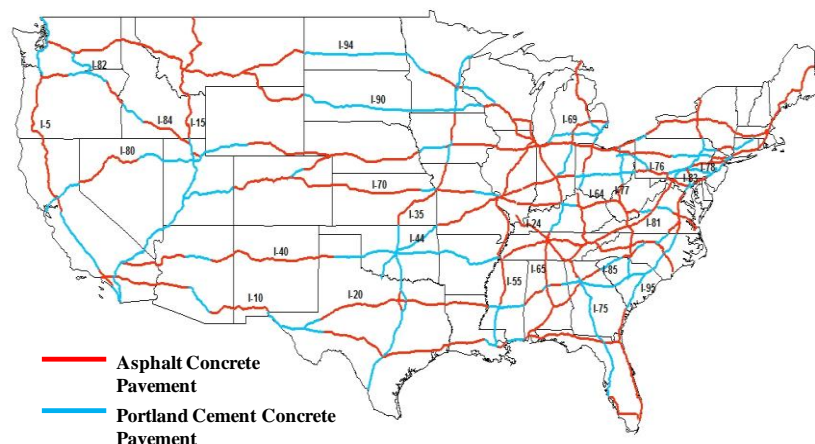 I-94
I-82
I-90
I-5
I-84
I-15
I-69
I-80
I-76
I-78
I-83
I-70
I-64
I-77
I-35
I-24
I-81
I-44
I-40
I-55
I-65
I-85
I-10
I-20
I-95
I-75
Asphalt Concrete
Pavement
Portland Cement Concrete
Pavement